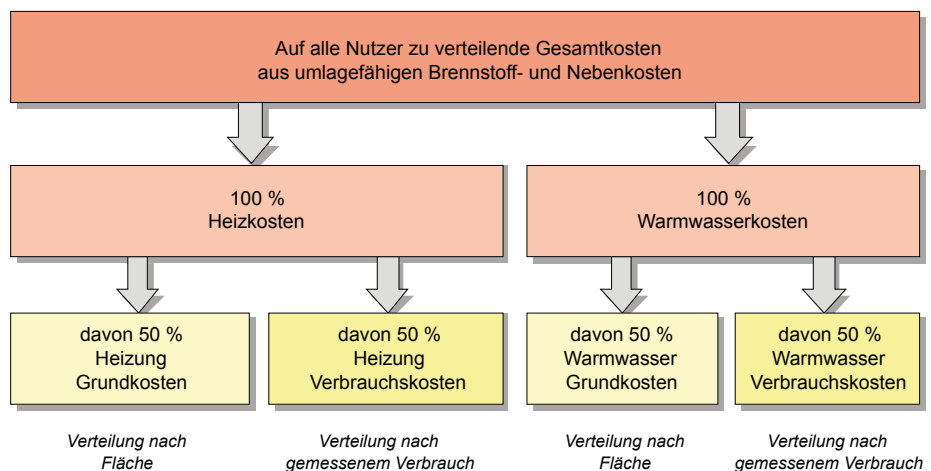 Auf alle Nutzer zu verteilende Gesamtkosten
aus umlagefähigen Brennstoff- und Nebenkosten
100 %
Heizkosten
100 %
Warmwasserkosten
davon 50 %
Heizung
Grundkosten
davon 50 %
Heizung
Verbrauchskosten
davon 50 %
Warmwasser
Grundkosten
davon 50 %
Warmwasser
Verbrauchskosten
Verteilung nach
Fläche
Verteilung nach
gemessenem Verbrauch
Verteilung nach
Fläche
Verteilung nach
gemessenem Verbrauch